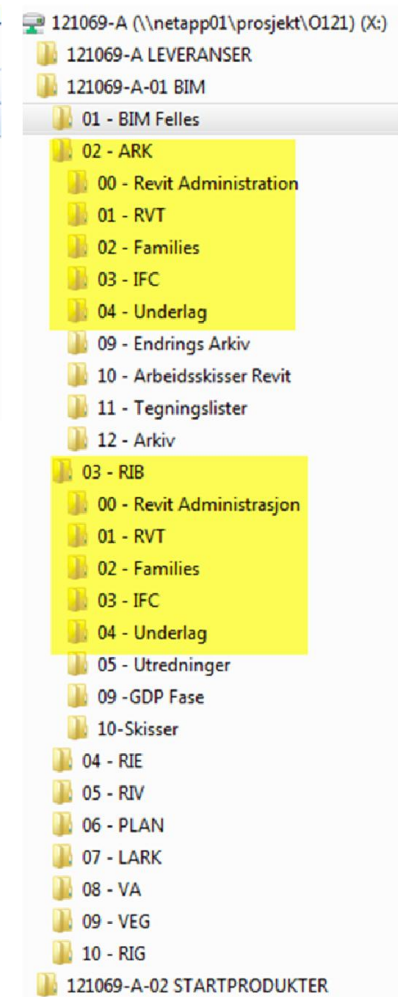 121069-A (\\netapp01\prosjekt\O121) (X:)
121069-A LEVERANSER
121069-A-01 BIM
01 - BIM Felles
02 - ARK
00 - Revit Administration
01 - RVT
02 - Families
03 - IFC
04 - Underlag
09 - Endrings Arkiv
10 - Arbeidsskisser Revit
11 - Tegningslister
12 - Arkiv
03 - RIB
00 - Revit Administrasjon
01 - RVT
02 - Families
03 - IFC
04 - Underlag
05 - Utredninger
09 -GDP Fase
10-Skisser
04 - RIE
05 - RIV
06 - PLAN
07 - LARK
08 - VA
09 - VEG
10 - RIG
121069-A-02 STARTPRODUKTER